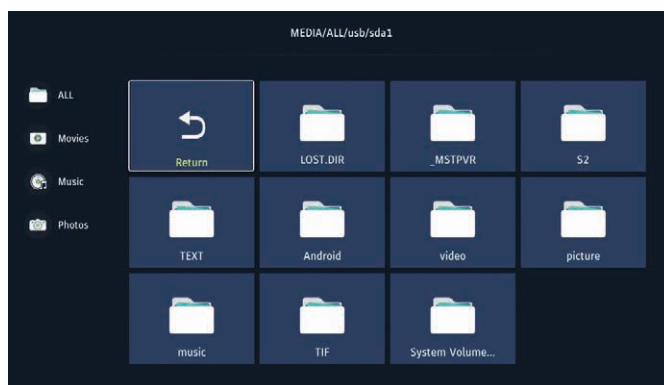 MEDIA/ALL/usb/sda1
ALL
Movies
Music
Photos
Return
LOST.DIR
_MSTPVR
S2
TEXT
Android
video
picture
music
TIF
System Volume...